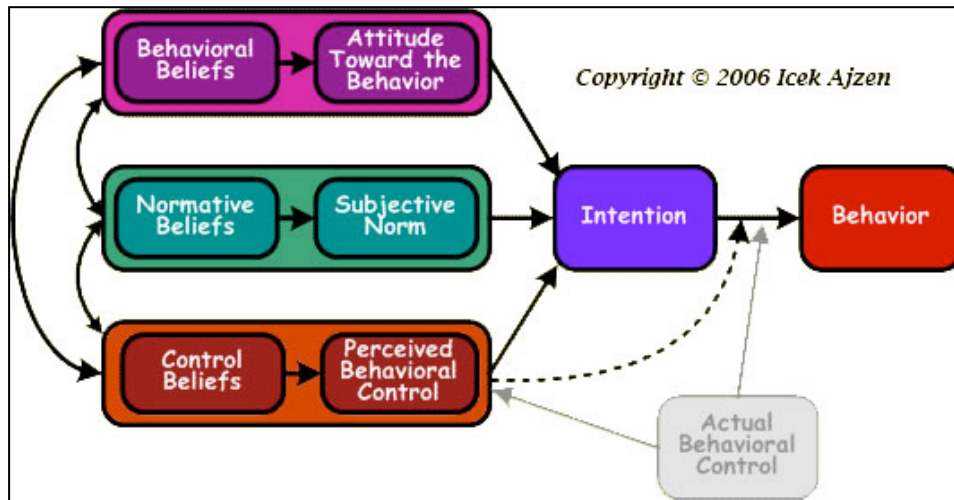 Behavioral
Beliefs
Attitude
Toward the
Behavior
Copyright © 2006 Icek Ajzen
Normative
Beliefs
Subjective
Norm
Intention
Behavior
Control
Beliefs
Perceived
Behavioral
Control
Actual
Behavioral
Control